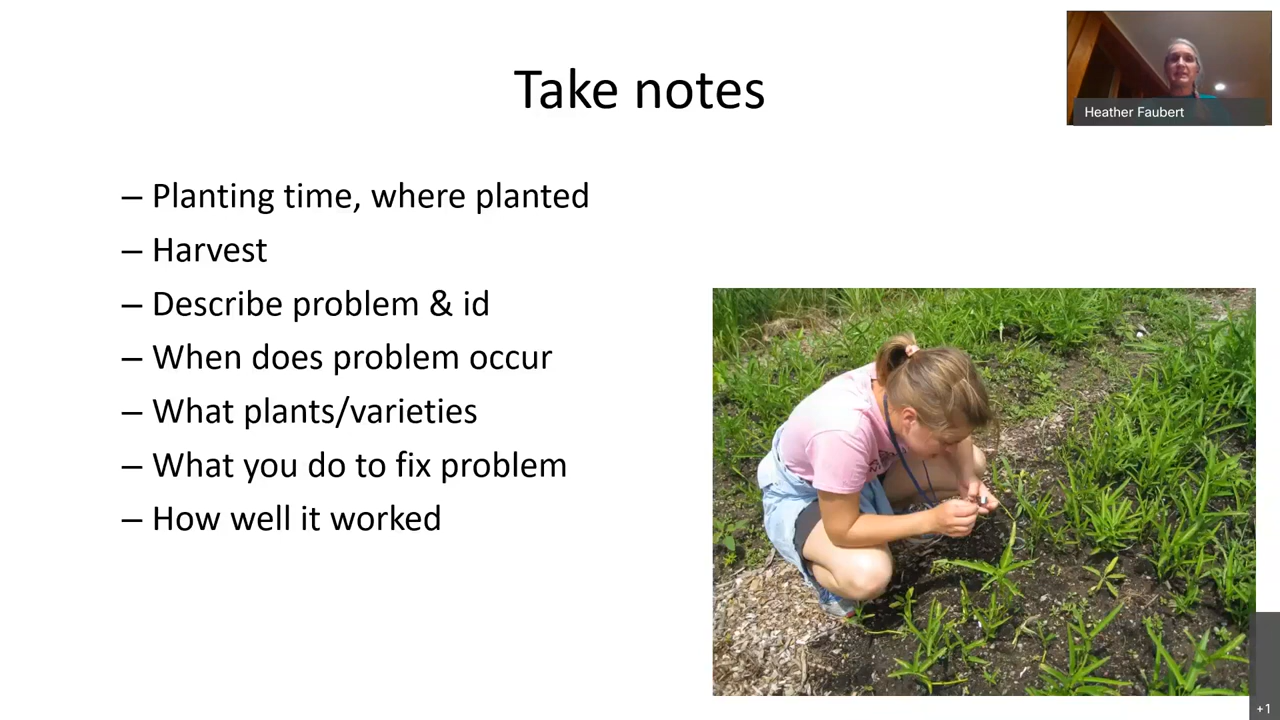 Take notes
Heather Faubert
– Planting time, where planted
– Harvest
– Describe problem & id
– When does problem occur
– What plants/varieties
– What you do to fix problem
– How well it worked
+1